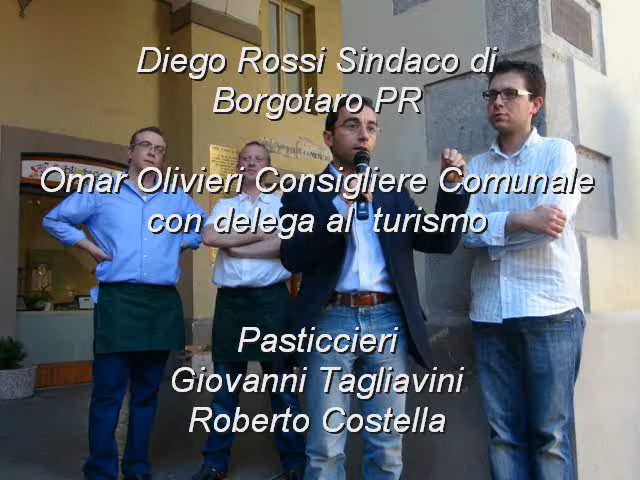 Diego Rossi Sindaco di
Borgotaro PR
Omar Olivieri Consigliere Comunale
con delega al turismo
Pasticcieri
Giovanni Tagliavini
Roberto Costella